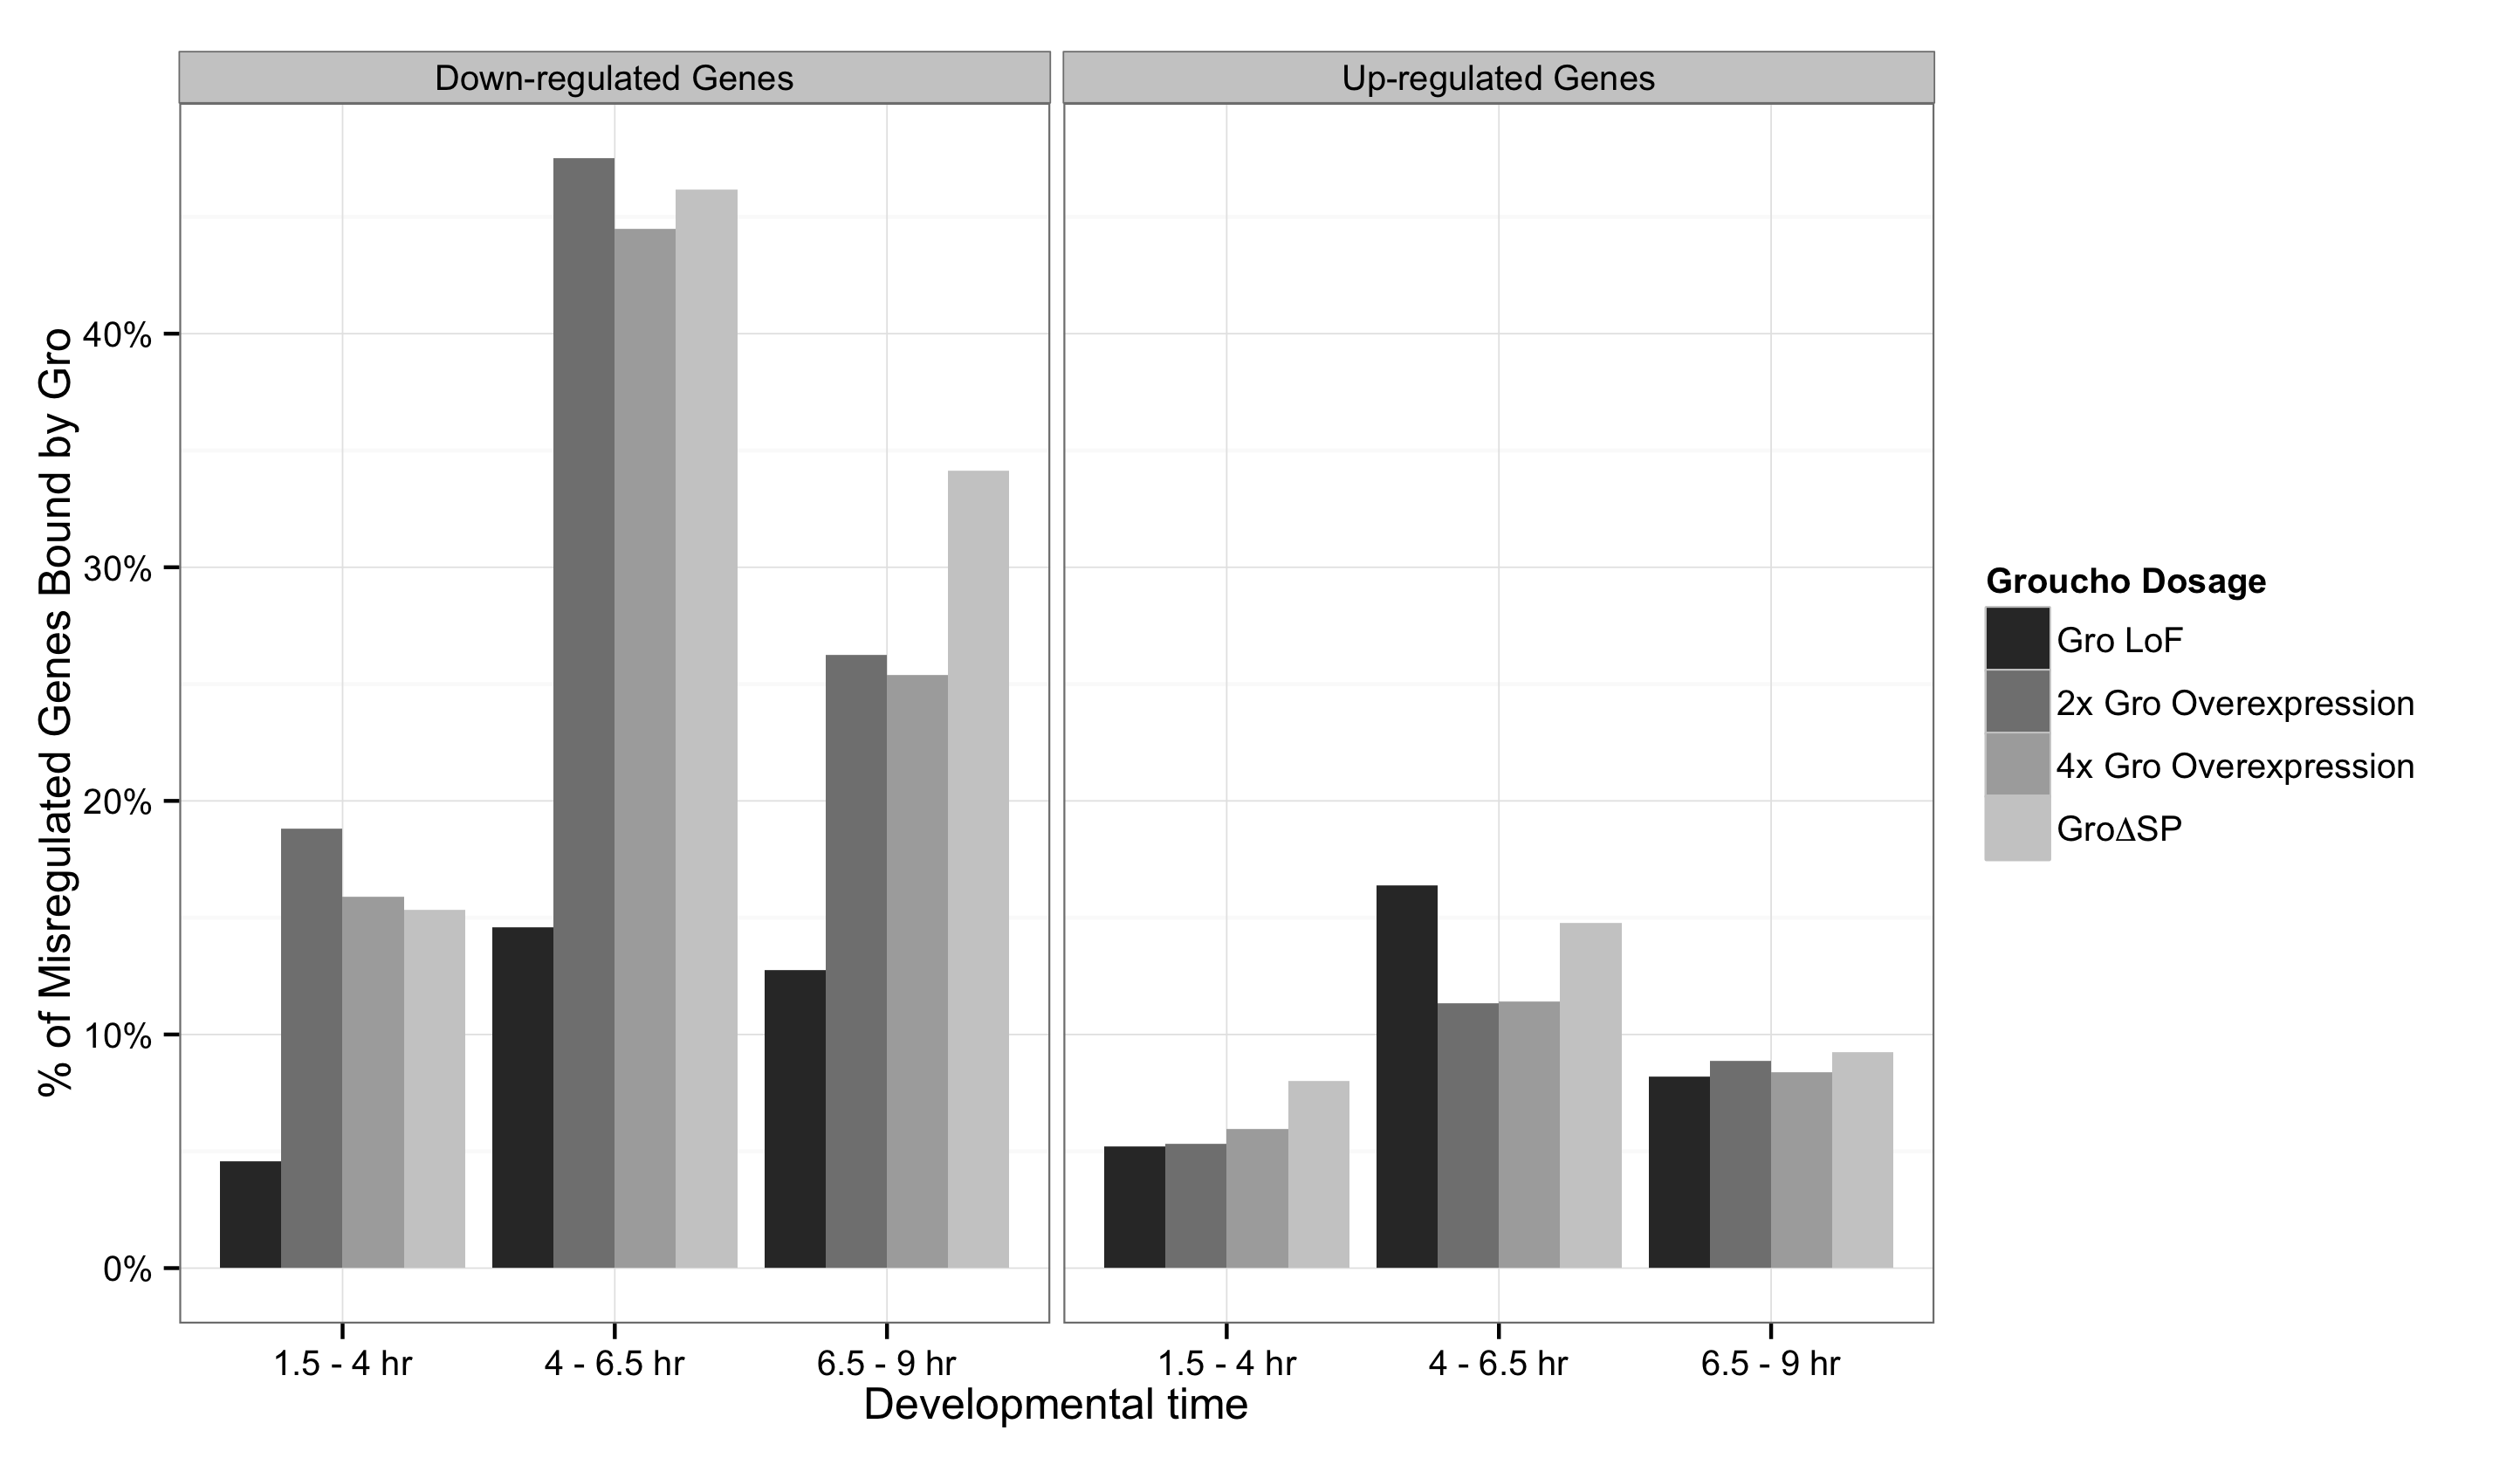 Down-regulated Genes
Up-regulated Genes
% of Misregulated Genes Bound by Gro
40%
30%
20%
10%
0%
1.5 - 4 hr
4 - 6.5 hr
6.5 - 9 hr
1.5 - 4 hr
4 - 6.5 hr
6.5 - 9 hr
Developmental time
Groucho Dosage
Gro LoF
2x Gro Overexpression
4x Gro Overexpression
GroΔSP